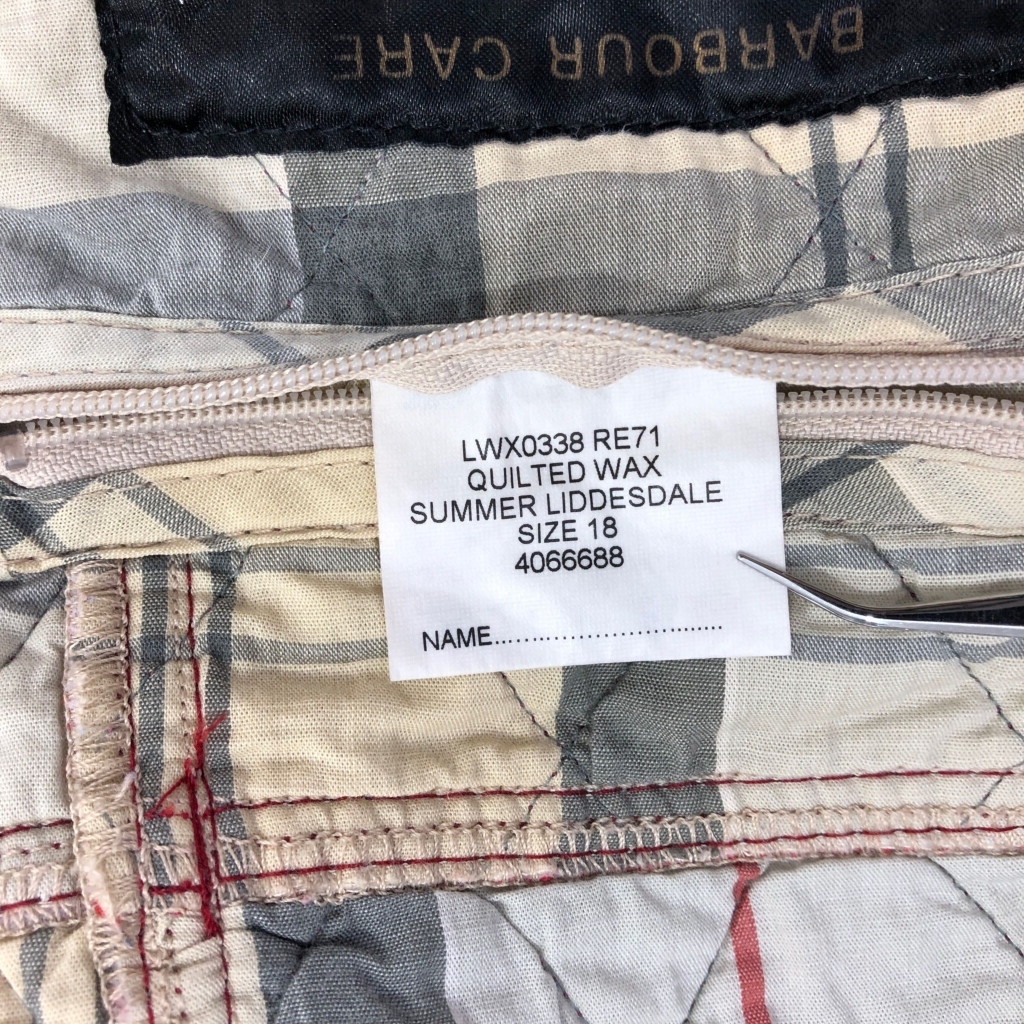 BARBOUR CARE
LWX0338 RE71
QUILTED WAX
SUMMER LIDDESDALE
SIZE 18
4066688
NAME..............................